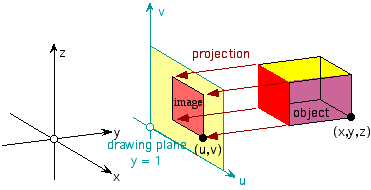 v
z
projection
image
object
y
drawing plane
(u,v)
(x,y,z)
y = 1
x
u